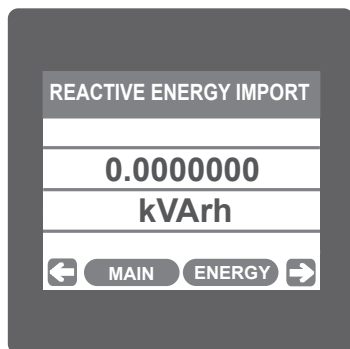 REACTIVE ENERGY IMPORT
0.0000000
kVArh
MAIN ENERGY